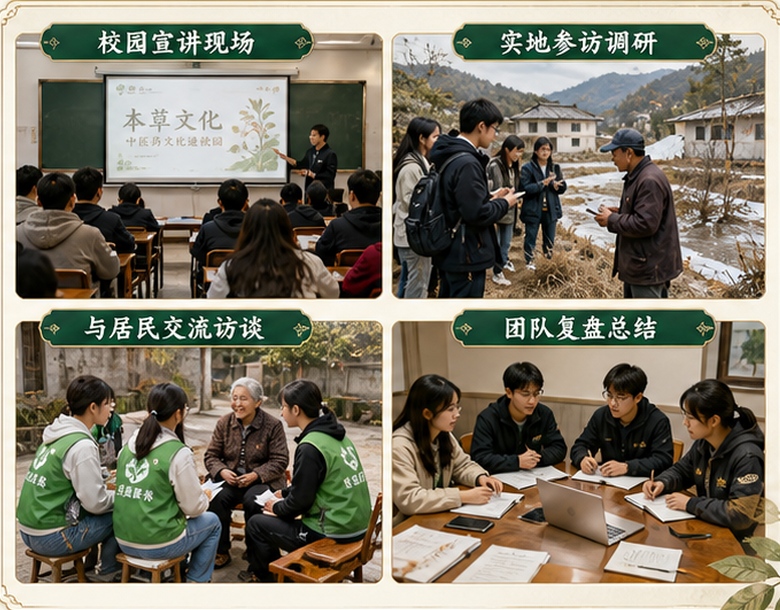 校园宣讲现场
实地参访调研
本草文化
与居民交流访谈
团队复盘总结